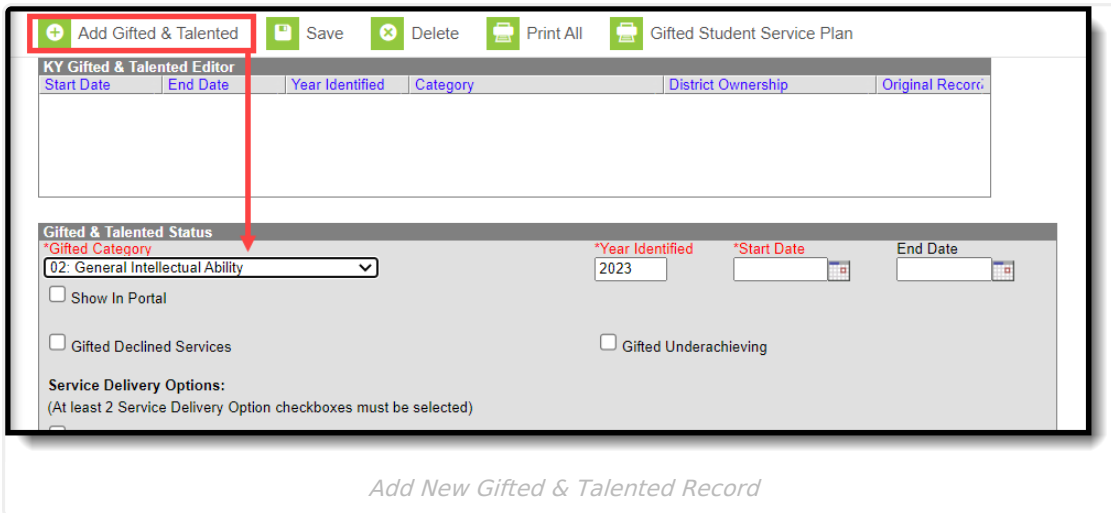 Add Gifted & Talented Save Delete Print All Gifted Student Service Plan
KY Gifted & Talented Editor
Start Date End Date Year Identified Category District Ownership Original Record
Gifted & Talented Status
*Gifted Category *Year Identified *Start Date End Date
02: General Intellectual Ability 2023
Show In Portal
Gifted Declined Services Gifted Underachieving
Service Delivery Options:
(At least 2 Service Delivery Option checkboxes must be selected)
Add New Gifted & Talented Record